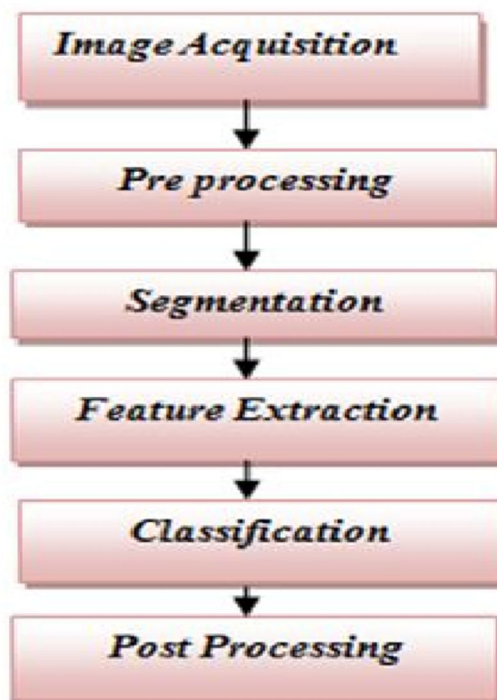 Image Acquisition
Pre processing
Segmentation
Feature Extraction
Classification
Post Processing